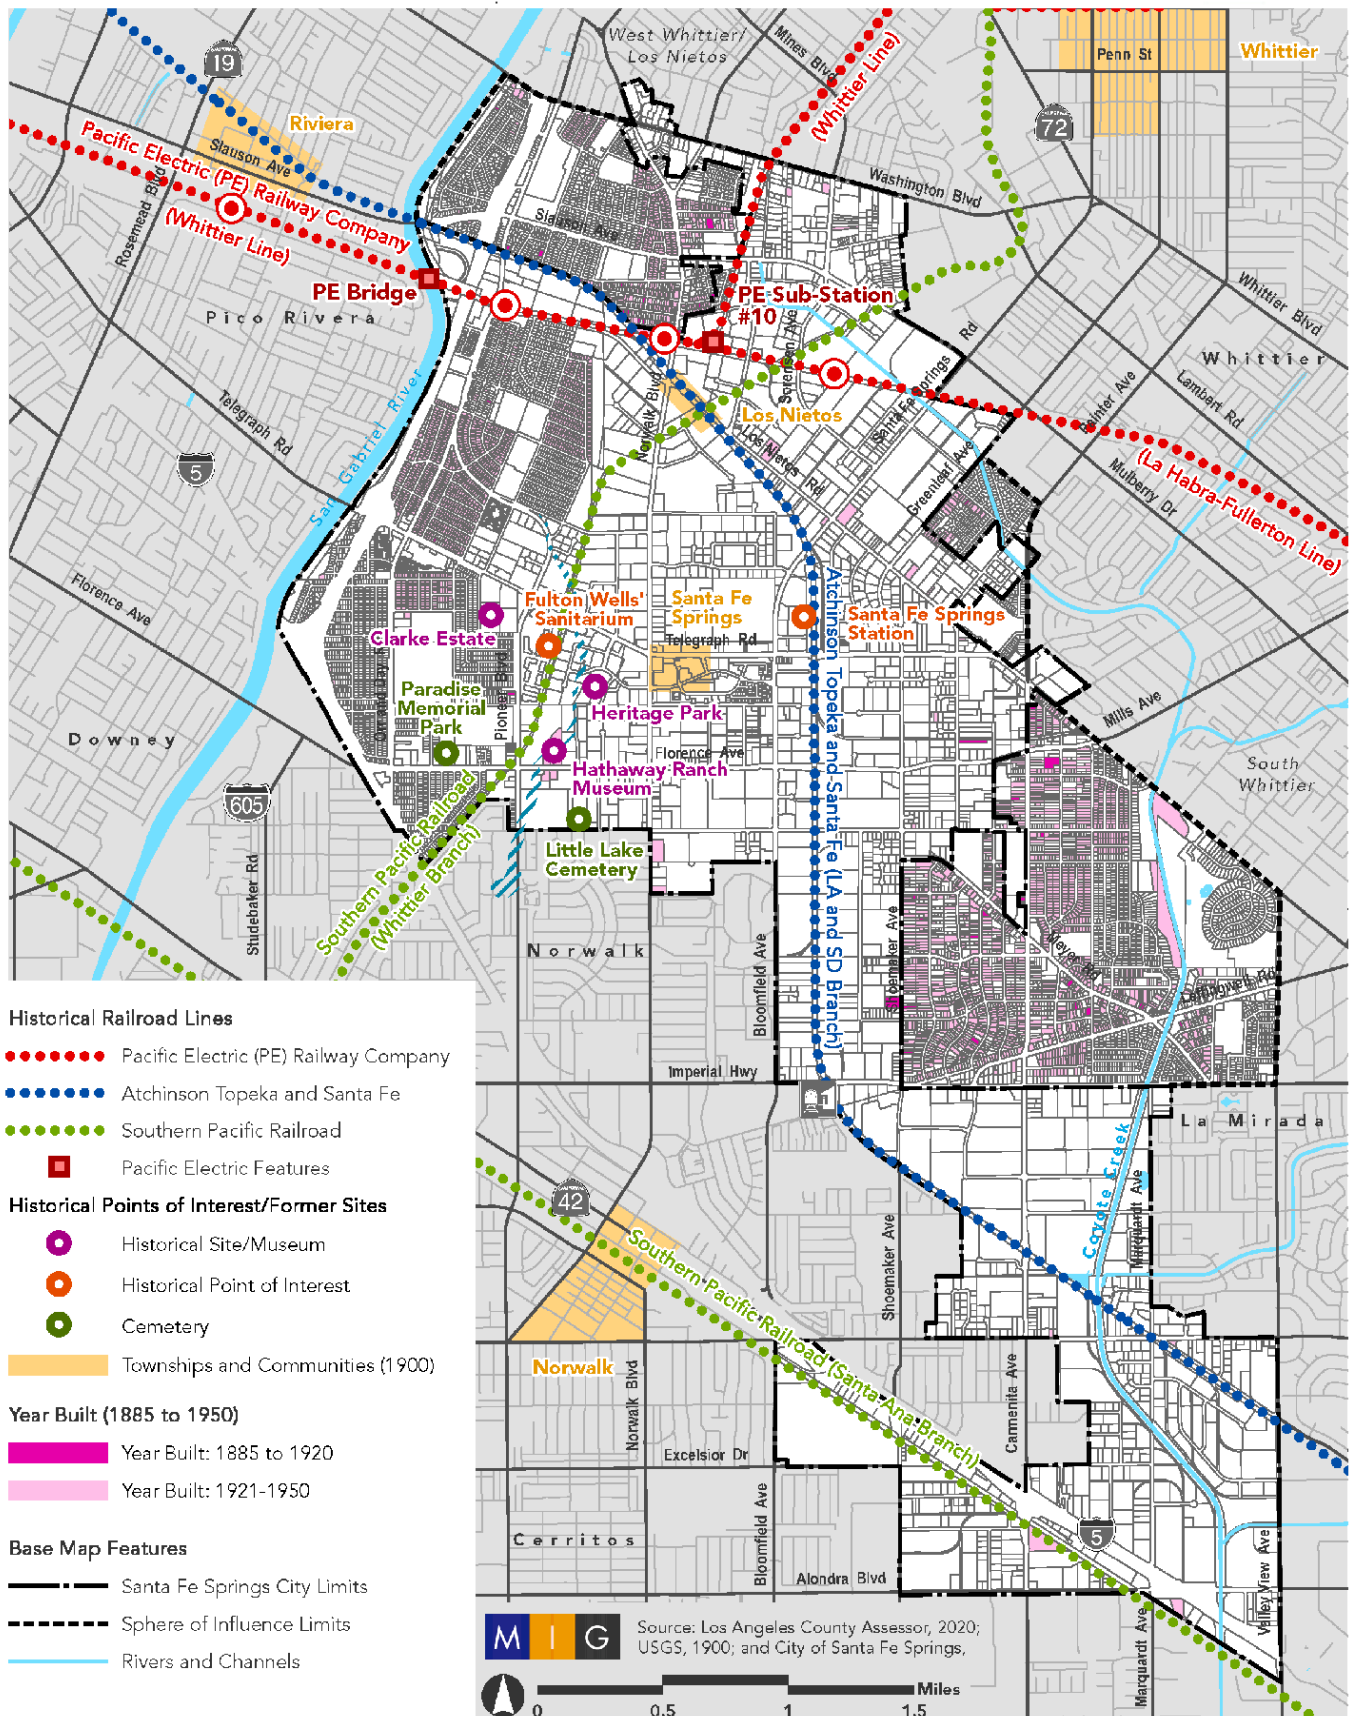 West Whittier/
Los Nietos
Mines Blvd
(Whittier Line)
Penn St
Whittier
19
Riviera
72
Slauson Ave
Pacific Electric (PE) Railway Company
(Whittier Line)
Rosemead Blvd
Washington Blvd
Slauson Ave
PE Bridge
PE Sub-Station
#10
Pico Rivera
Sorensen Ave
Whittier Blvd
Whittier
Santa Fe Springs Rd
Painter Ave
Lambert Rd
Telegraph Rd
San Gabriel River
5
Norwalk Blvd
Los Nietos
Los Nietos Rd
Greenleaf Ave
Mulberry Dr
(La Habra-Fullerton Line)
Florence Ave
Fulton Wells'
Sanitarium
Santa Fe
Springs
Santa Fe Springs
Station
Clarke Estate
Telegraph Rd
Atchinson Topeka and Santa Fe (LA and SD Branch)
Paradise
Memorial
Park
Pioneer Blvd
Heritage Park
Mills Ave
Downey
Florence Ave
Hathaway Ranch
Museum
South
Whittier
605
Southern Pacific Railroad
(Whittier Branch)
Little Lake
Cemetery
Studebaker Rd
Norwalk
Bloomfield Ave
Shoemaker Ave
Meyer Rd
Leffingwell Rd
Imperial Hwy
La Mirada
Coyote Creek
Marquardt Ave
42
Southern Pacific Railroad (Santa Ana Branch)
Shoemaker Ave
Norwalk
Norwalk Blvd
Carmenita Ave
Excelsior Dr
Cerritos
Bloomfield Ave
5
Alondra Blvd
Valley View Ave
Marquardt Ave
Historical Railroad Lines
Pacific Electric (PE) Railway Company
Atchinson Topeka and Santa Fe
Southern Pacific Railroad
Pacific Electric Features
Historical Points of Interest/Former Sites
Historical Site/Museum
Historical Point of Interest
Cemetery
Townships and Communities (1900)
Year Built (1885 to 1950)
Year Built: 1885 to 1920
Year Built: 1921-1950
Base Map Features
Santa Fe Springs City Limits
Sphere of Influence Limits
Rivers and Channels
M I G
Source: Los Angeles County Assessor, 2020;
USGS, 1900; and City of Santa Fe Springs,
Miles
0 0.5 1 1.5